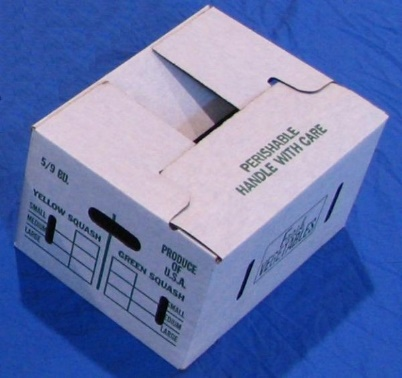 PERISHABLE
HANDLE WITH CARE
5/9 BU.
YELLOW SQUASH
SMALL
MEDIUM
LARGE
PRODUCE
OF
U.S.A.
GREEN SQUASH
SMALL
MEDIUM
LARGE
VEGETABLES